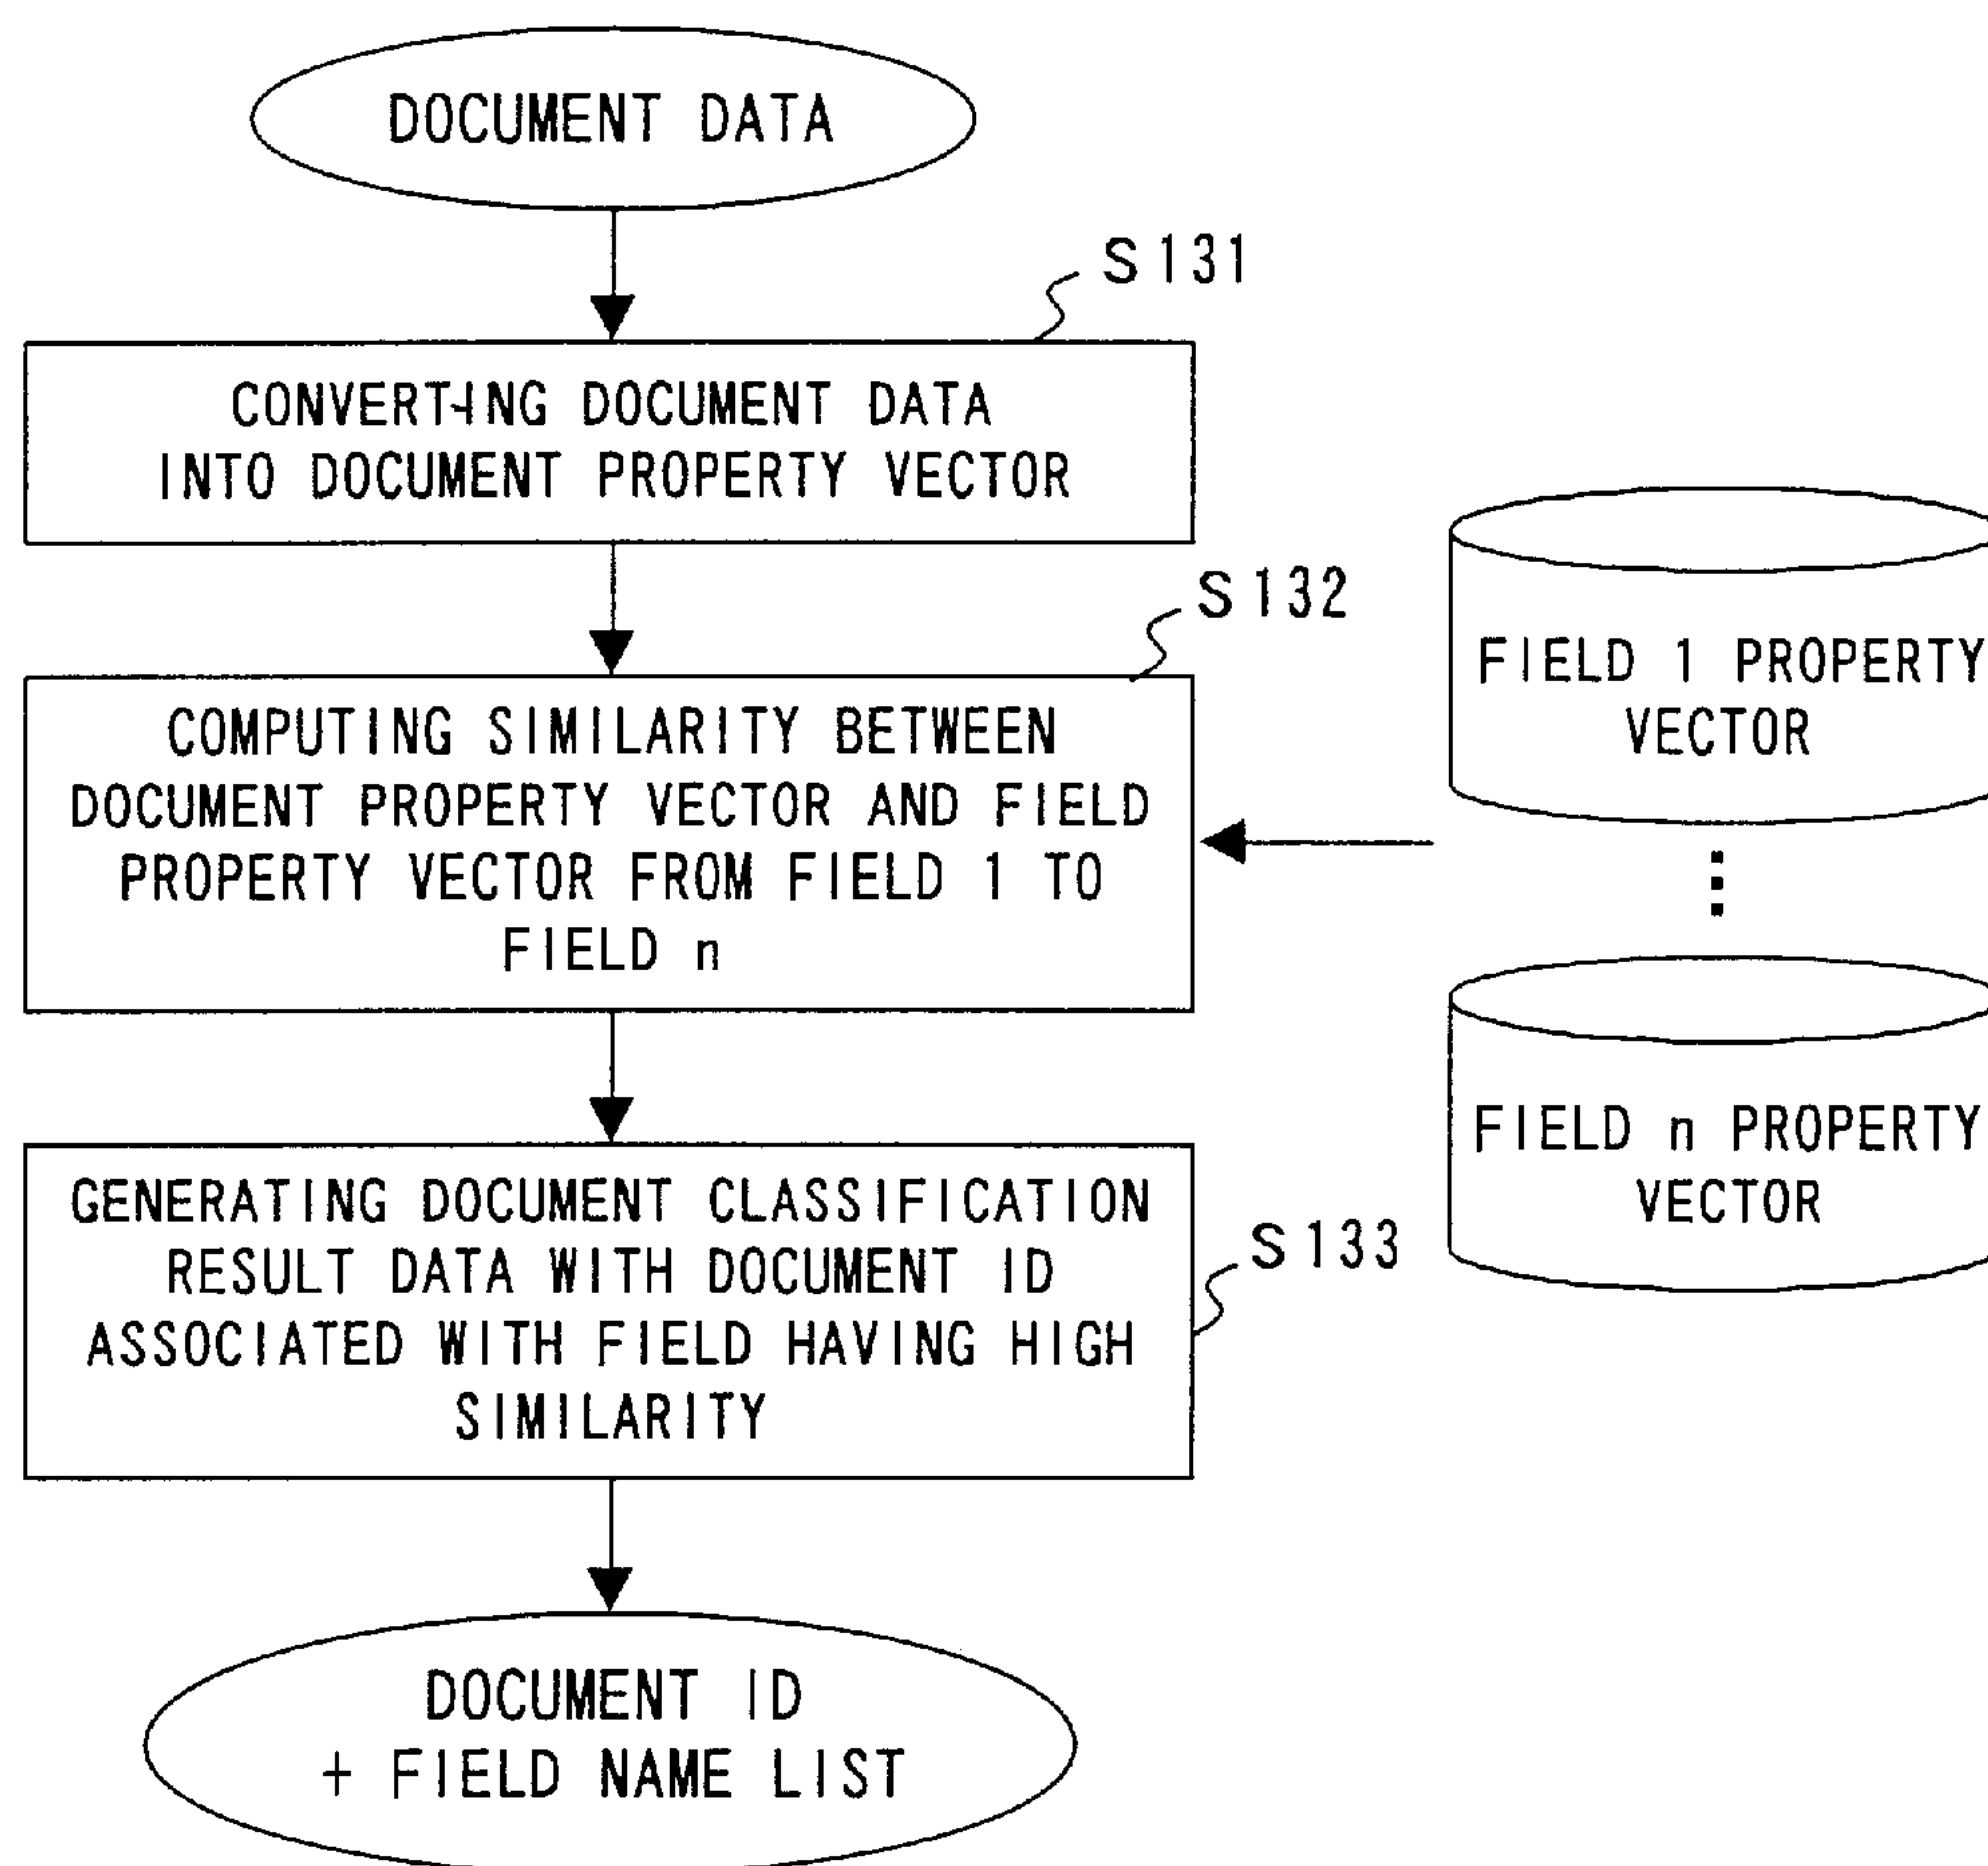 DOCUMENT DATA
S131
CONVERTING DOCUMENT DATA
INTO DOCUMENT PROPERTY VECTOR
S132
COMPUTING SIMILARITY BETWEEN
DOCUMENT PROPERTY VECTOR AND FIELD
PROPERTY VECTOR FROM FIELD 1 TO
FIELD n
FIELD 1 PROPERTY
VECTOR
FIELD n PROPERTY
VECTOR
GENERATING DOCUMENT CLASSIFICATION
RESULT DATA WITH DOCUMENT ID
ASSOCIATED WITH FIELD HAVING HIGH
SIMILARITY
S133
DOCUMENT ID
+ FIELD NAME LIST